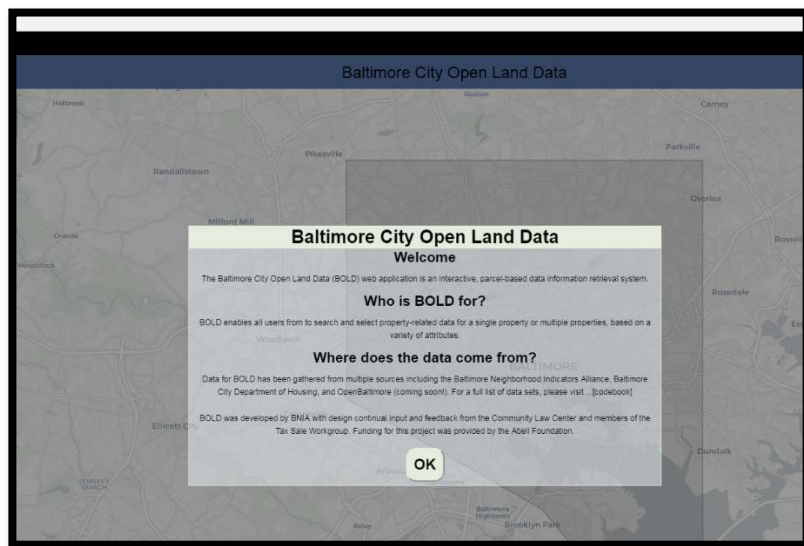 Baltimore City Open Land Data
Holbrook
Ruxton
Carney
Pikesville
Parkville
Randallstown
Overlea
Milford Mill
Granite
Woodstock
Rosedale
Baltimore City Open Land Data
Welcome
The Baltimore City Open Land Data (BOLD) web application is an interactive, parcel-based data information retrieval system.
Who is BOLD for?
BOLD enables all users from to search and select property-related data for a single property or multiple properties, based on a
variety of attributes.
Woodlawn
Where does the data come from?
BALTIMORE
Data for BOLD has been gathered from multiple sources including the Baltimore Neighborhood Indicators Alliance, Baltimore
City Department of Housing, and OpenBaltimore (coming soon!). For a full list of data sets, please visit ...[codebook]
BOLD was developed by BNIA with design continual input and feedback from the Community Law Center and members of the
Tax Sale Workgroup. Funding for this project was provided by the Abell Foundation.
Ellicott City
Dundalk
OK
Baltimore
Highlands
Relay
Brooklyn Park